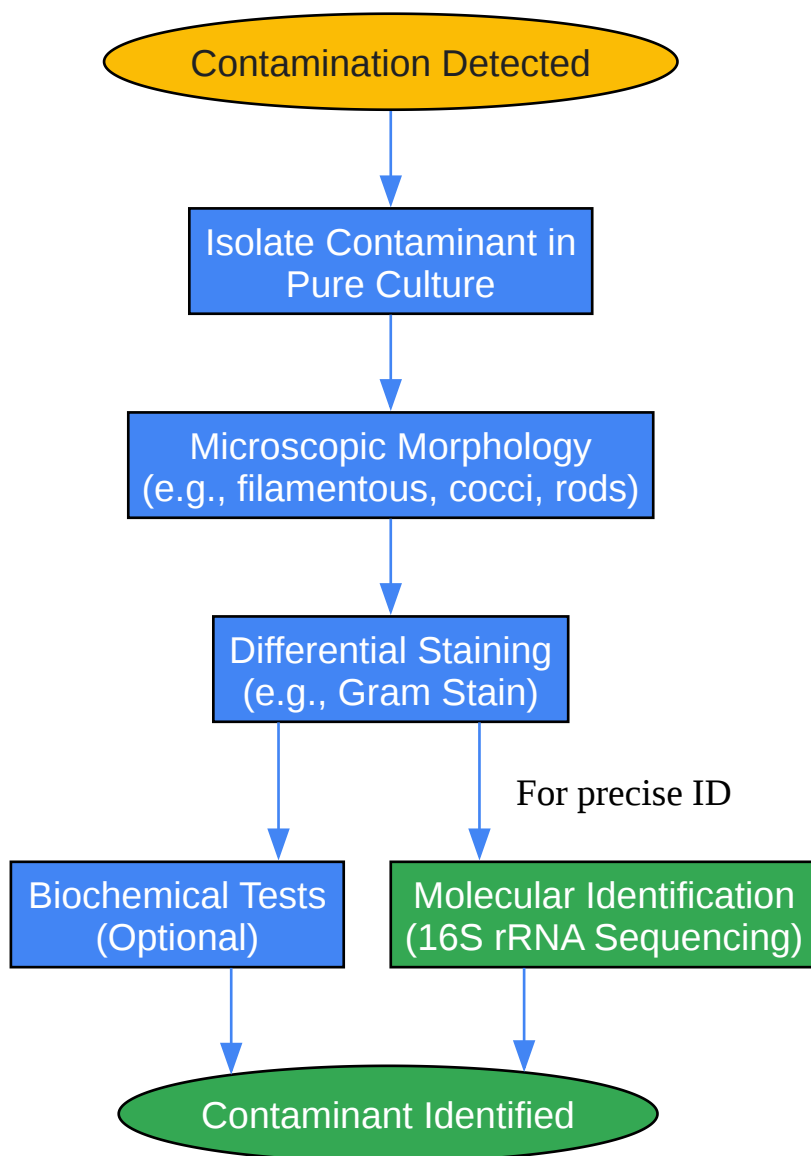 Contamination Detected
Isolate Contaminant in
Pure Culture
Microscopic Morphology
(e.g., filamentous, cocci, rods)
Differential Staining
(e.g., Gram Stain)
For precise ID
Biochemical Tests
(Optional)
Molecular Identification
(16S rRNA Sequencing)
Contaminant Identified